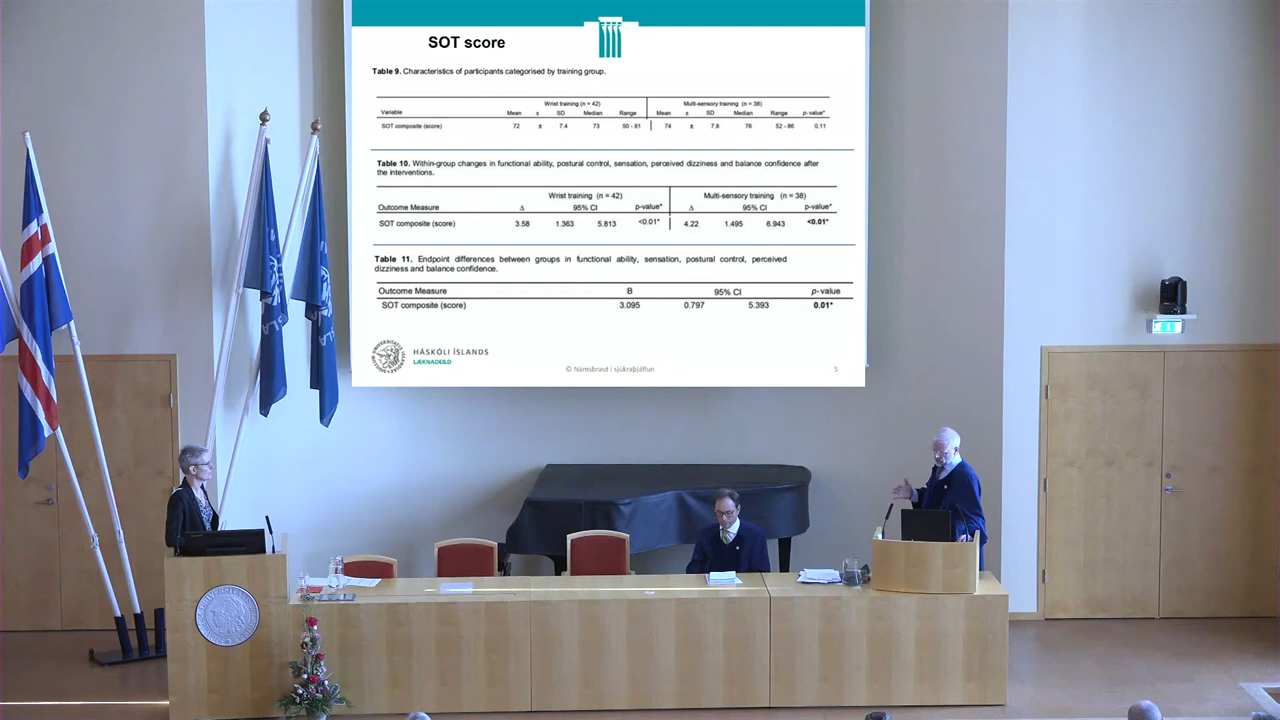 SOT score
Table 9. Characteristics of participants categorised by training group.
Wrist training (n = 42) Multi-sensory training (n = 38)
Variable Mean ± SD Median Range Mean ± SD Median Range p-value*
SOT composite (score) 72 ± 7.4 73 50 - 81 74 ± 7.8 76 52 - 86 0.11
Table 10. Within-group changes in functional ability, postural control, sensation, perceived dizziness and balance confidence after
the interventions.
Wrist training (n = 42) Multi-sensory training (n = 38)
Outcome Measure Δ 95% CI p-value* Δ 95% CI p-value*
SOT composite (score) 3.58 1.363 5.813 <0.01* 4.22 1.495 6.943 <0.01*
Table 11. Endpoint differences between groups in functional ability, sensation, postural control, perceived
dizziness and balance confidence.
Outcome Measure B 95% CI p-value
SOT composite (score) 3.095 0.797 5.393 0.01*
HÁSKÓLI ÍSLANDS
LÆKNADEILD
© Námsbraut í sjúkraþjálfun 5